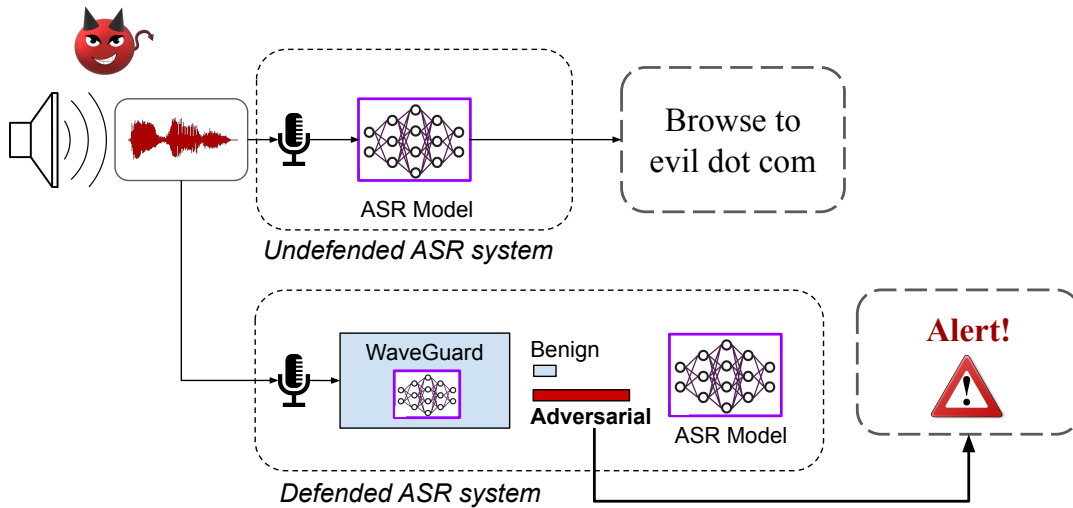 Browse to
evil dot com
ASR Model
Undefended ASR system
WaveGuard
Benign
Adversarial
ASR Model
Alert!
Defended ASR system